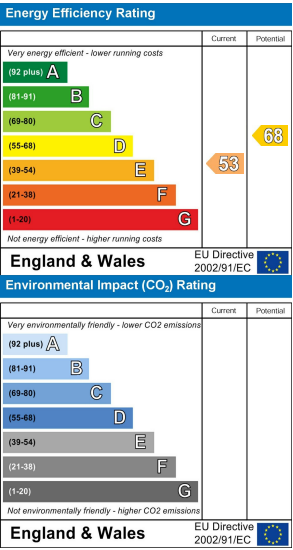 Energy Efficiency Rating
Current Potential
Very energy efficient - lower running costs
(92 plus) A
(81-91) B
(69-80) C
(55-68) D
(39-54) E
(21-38) F
(1-20) G
53
68
Not energy efficient - higher running costs
England & Wales
EU Directive
2002/91/EC
Environmental Impact (CO₂) Rating
Current Potential
Very environmentally friendly - lower CO2 emissions
(92 plus) A
(81-91) B
(69-80) C
(55-68) D
(39-54) E
(21-38) F
(1-20) G
Not environmentally friendly - higher CO2 emissions
England & Wales
EU Directive
2002/91/EC